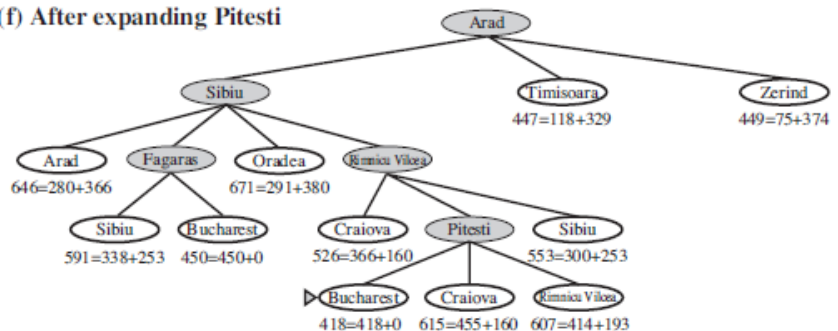 (f) After expanding Pitesti
Arad
Sibiu
Timisoara
Zerind
447=118+329
449=75+374
Arad
Fagaras
Oradea
Rimnicu Vilcea
646=280+366
671=291+380
Sibiu
Bucharest
Craiova
Pitesti
Sibiu
591=338+253
450=450+0
526=366+160
553=300+253
Bucharest
Craiova
Rimnicu Vilcea
418=418+0
615=455+160
607=414+193